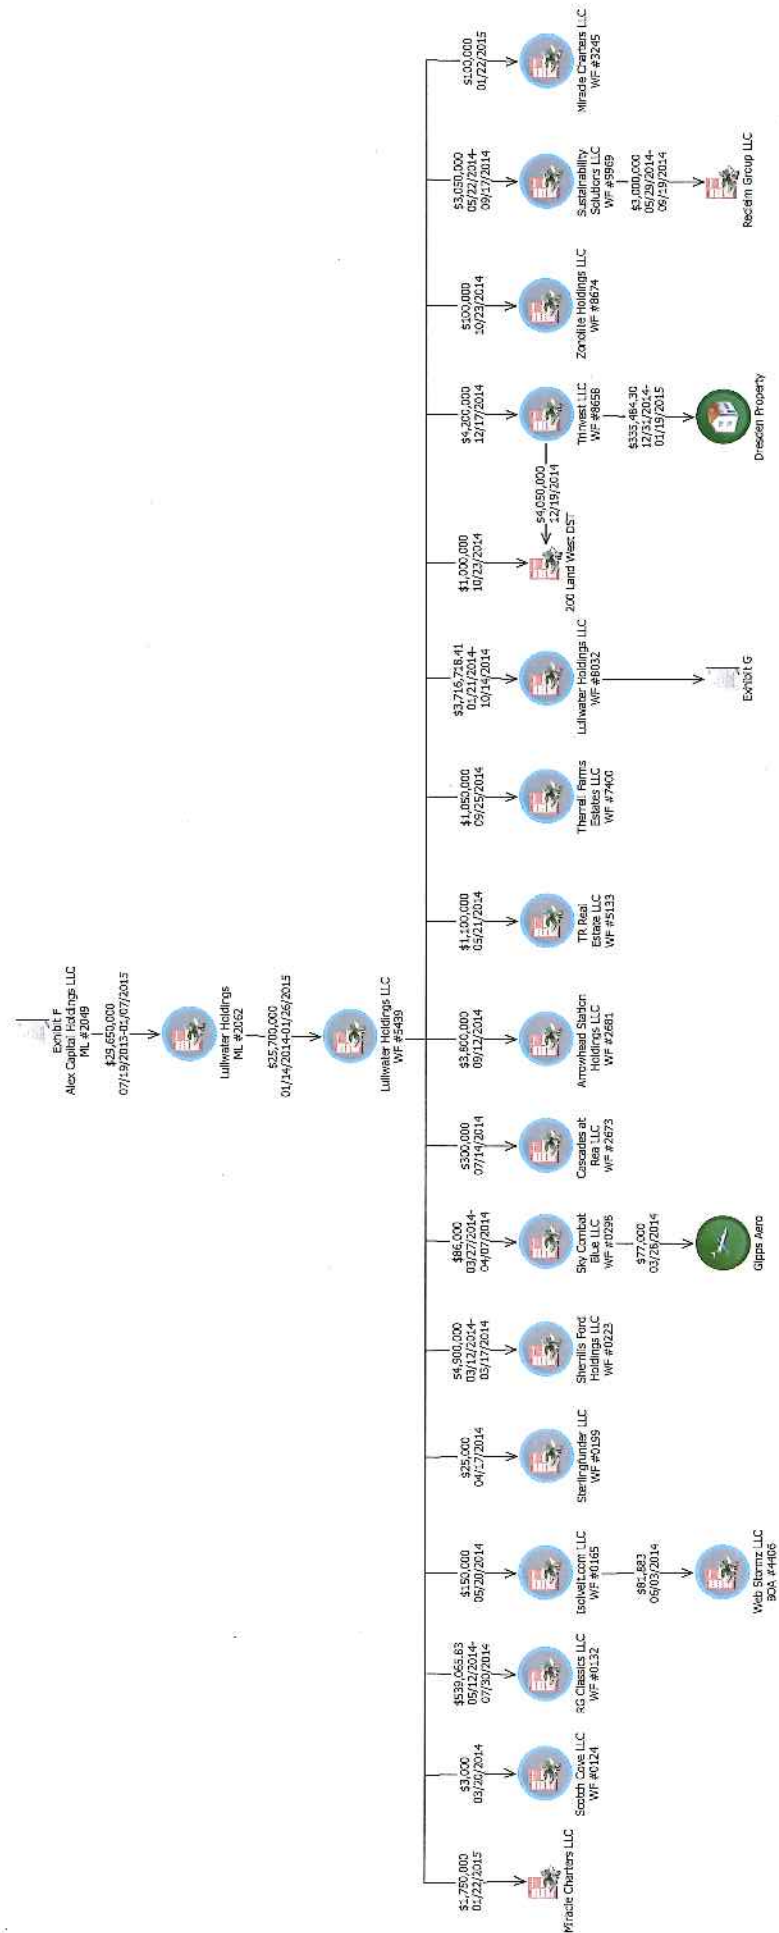 Exhibit F
Alex Capital Holdings LLC
ML #2049
$29,650,000
07/19/2013-01/07/2015
Lullwater Holdings
ML #2062
$25,700,000
01/14/2014-01/26/2015
Lullwater Holdings LLC
WF #5439
$1,750,000
01/22/2015
Miracle Charters LLC
$3,000
03/20/2014
Scotch Cove LLC
WF #0124
$539,065.83
05/12/2014-
07/30/2014
RG Classics LLC
WF #0132
$150,000
05/20/2014
Isolveit.com LLC
WF #0165
$81,883
06/03/2014
Web Stormz LLC
BOA #4406
$25,000
04/17/2014
Sterlingfunder LLC
WF #0199
$4,900,000
03/12/2014-
03/17/2014
Sherrills Ford
Holdings LLC
WF #0223
$86,000
03/27/2014-
04/07/2014
Sky Combat
Blue LLC
WF #0296
$77,000
03/28/2014
Gipps Aero
$300,000
07/14/2014
Cascades at
Rea LLC
WF #2673
$3,800,000
09/12/2014
Arrowhead Station
Holdings LLC
WF #2681
$1,100,000
05/21/2014
TR Real
Estate LLC
WF #5133
$1,050,000
09/25/2014
Therrell Farms
Estates LLC
WF #7400
$3,716,718.41
01/21/2014-
10/14/2014
Lullwater Holdings LLC
WF #8032
Exhibit G
$1,000,000
10/23/2014
200 Land West DST
$4,050,000
12/19/2014
$4,200,000
12/17/2014
Trinvest LLC
WF #8658
$335,484.30
12/31/2014-
01/19/2015
Dresden Property
$100,000
10/23/2014
Zonolite Holdings LLC
WF #8674
$3,050,000
05/22/2014-
09/17/2014
Sustainability
Solutions LLC
WF #9969
$3,000,000
05/29/2014-
09/19/2014
Redeim Group LLC
$100,000
01/22/2015
Miracle Charters LLC
WF #3245